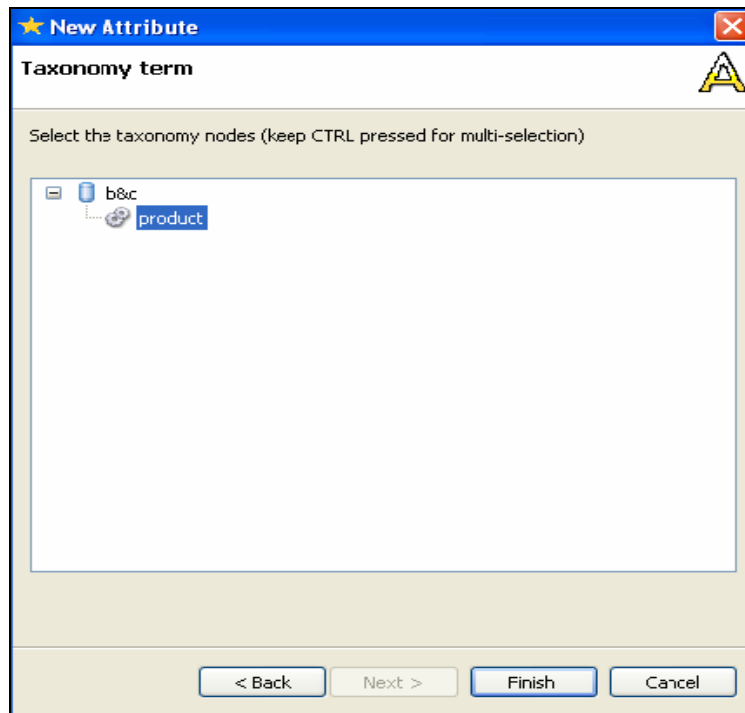 New Attribute
Taxonomy term
Select the taxonomy nodes (keep CTRL pressed for multi-selection)
b&c
product
< Back Next > Finish Cancel